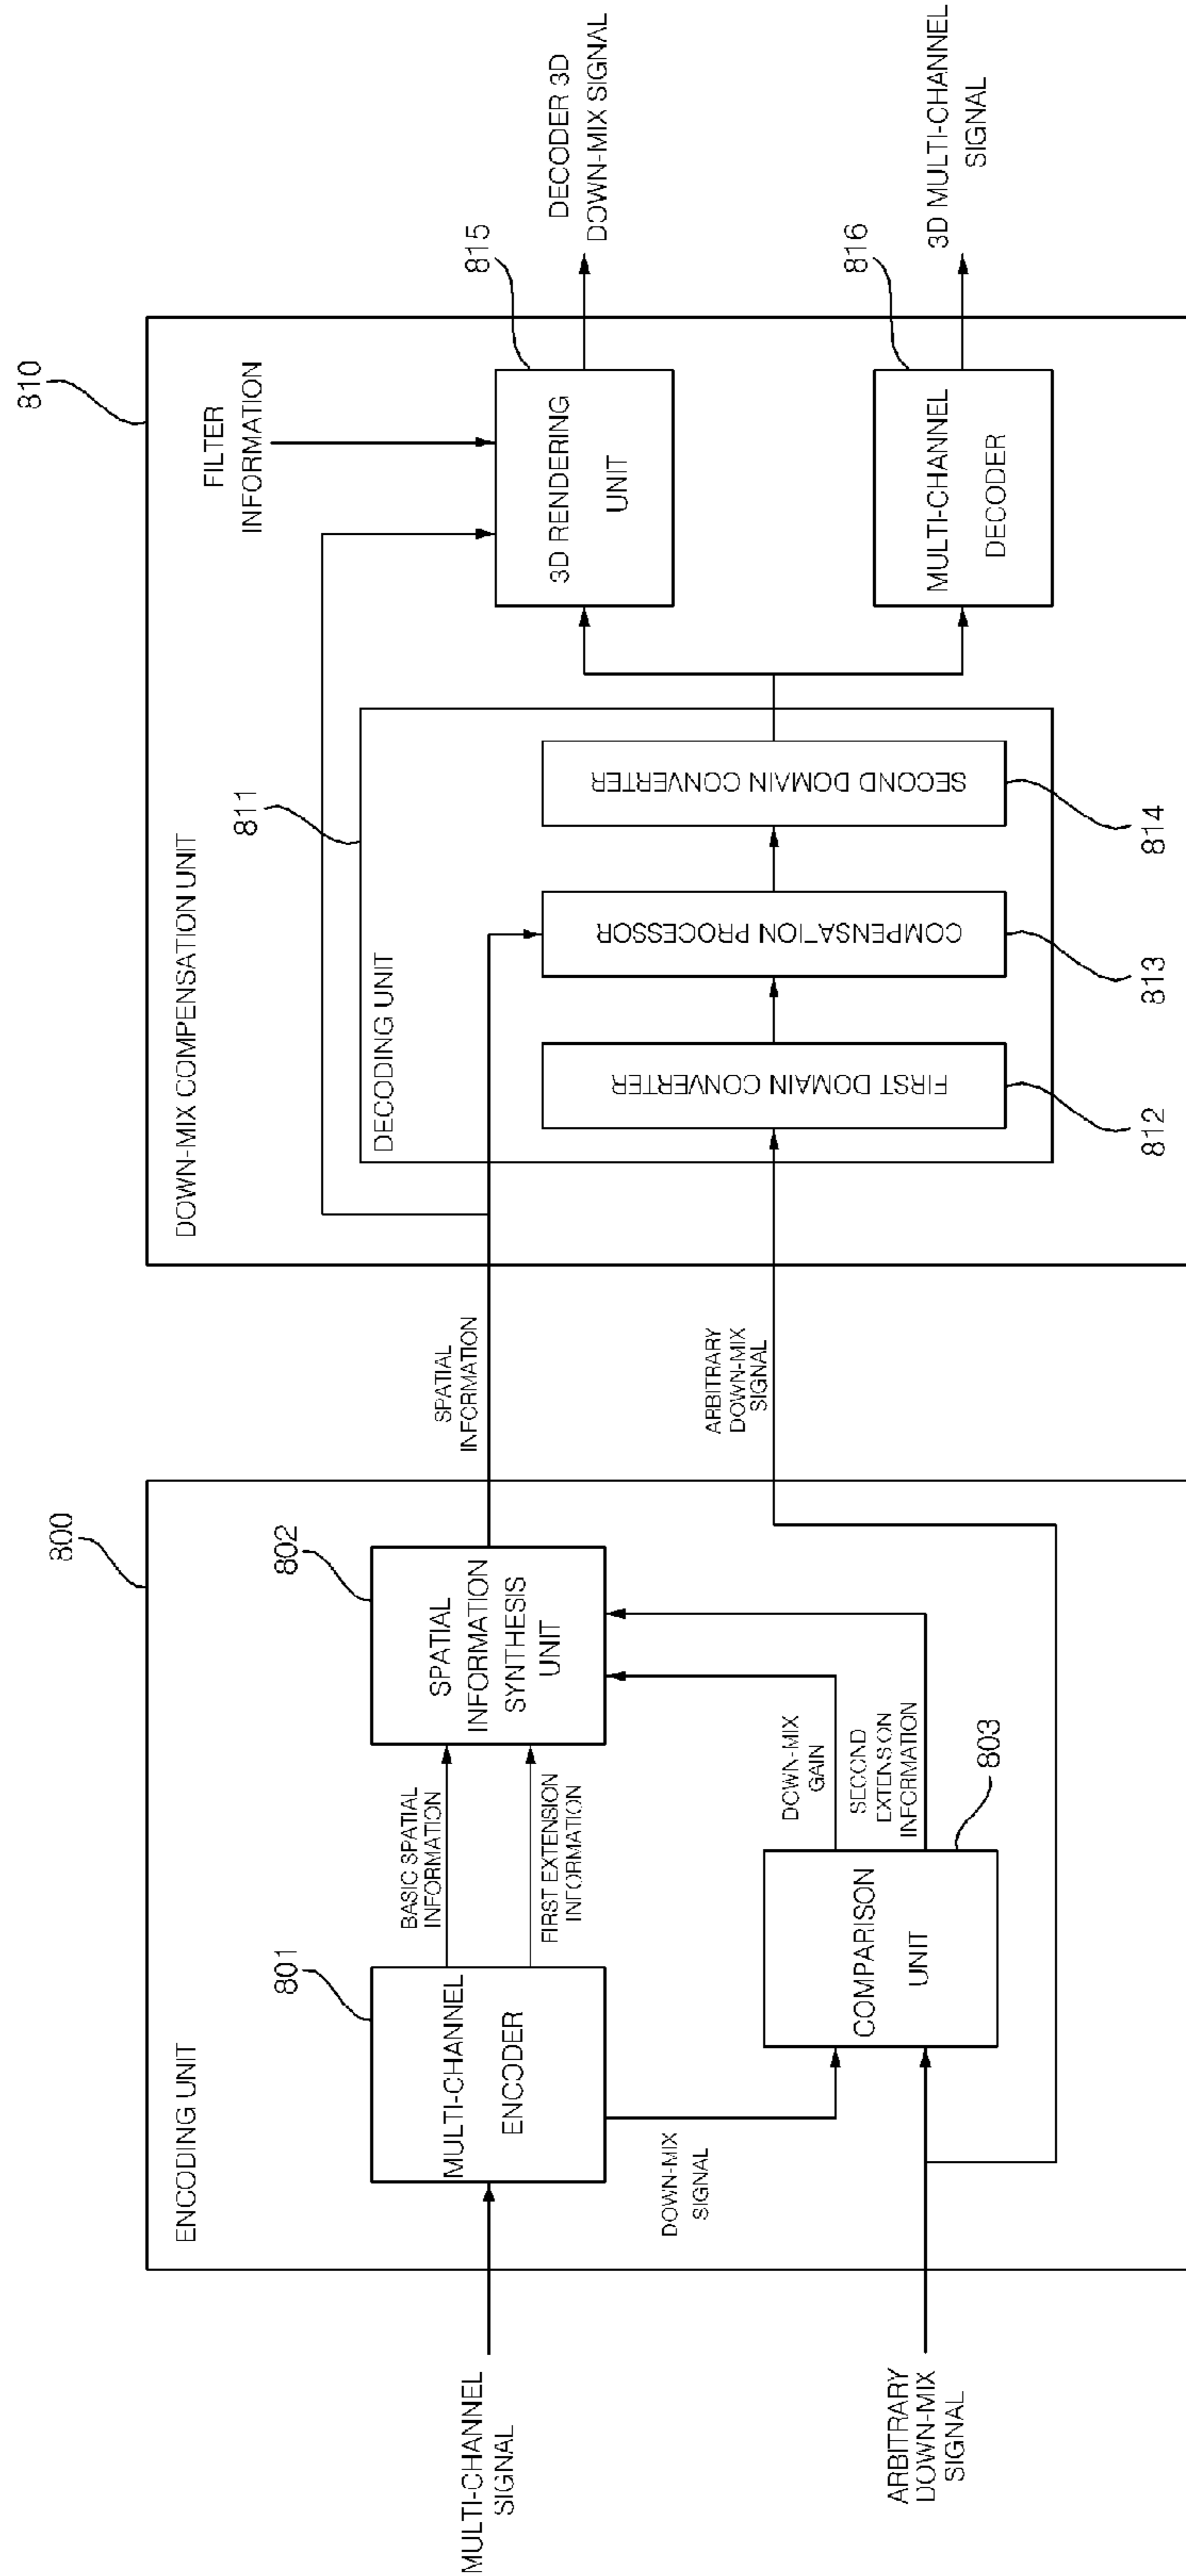 ENCODING UNIT
800
MULTI-CHANNEL
SIGNAL
801
MULTI-CHANNEL
ENCODER
BASIC SPATIAL
INFORMATION
FIRST EXTENSION
INFORMATION
802
SPATIAL
INFORMATION
SYNTHESIS
UNIT
DOWN-MIX
SIGNAL
ARBITRARY
DOWN-MIX
SIGNAL
COMPARISON
UNIT
803
DOWN-MIX
GAIN
SECOND
EXTENSION
INFORMATION
SPATIAL
INFORMATION
ARBITRARY
DOWN-MIX
SIGNAL
DOWN-MIX COMPENSATION UNIT
810
DECODING UNIT
811
FIRST DOMAIN CONVERTER
812
COMPENSATION PROCESSOR
813
SECOND DOMAIN CONVERTER
814
FILTER
INFORMATION
3D RENDERING
UNIT
815
DECODER 3D
DOWN-MIX SIGNAL
MULTI-CHANNEL
DECODER
816
3D MULTI-CHANNEL
SIGNAL